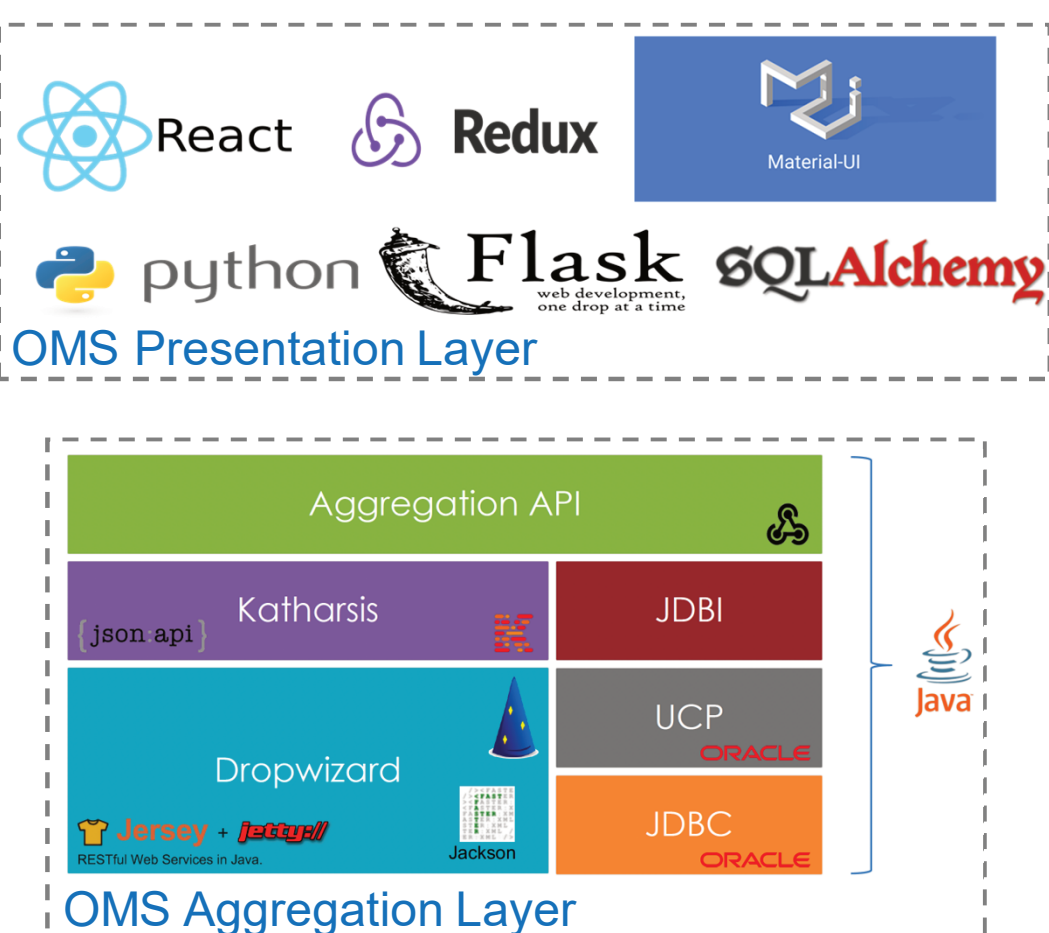 React
Redux
Material-UI
python
Flask
web development,
one drop at a time
SQLAlchemy
OMS Presentation Layer
Aggregation API
Katharsis
{json:api}
JDBI
UCP
ORACLE
Dropwizard
Jersey + jetty://
RESTful Web Services in Java.
Jackson
JDBC
ORACLE
Java
OMS Aggregation Layer